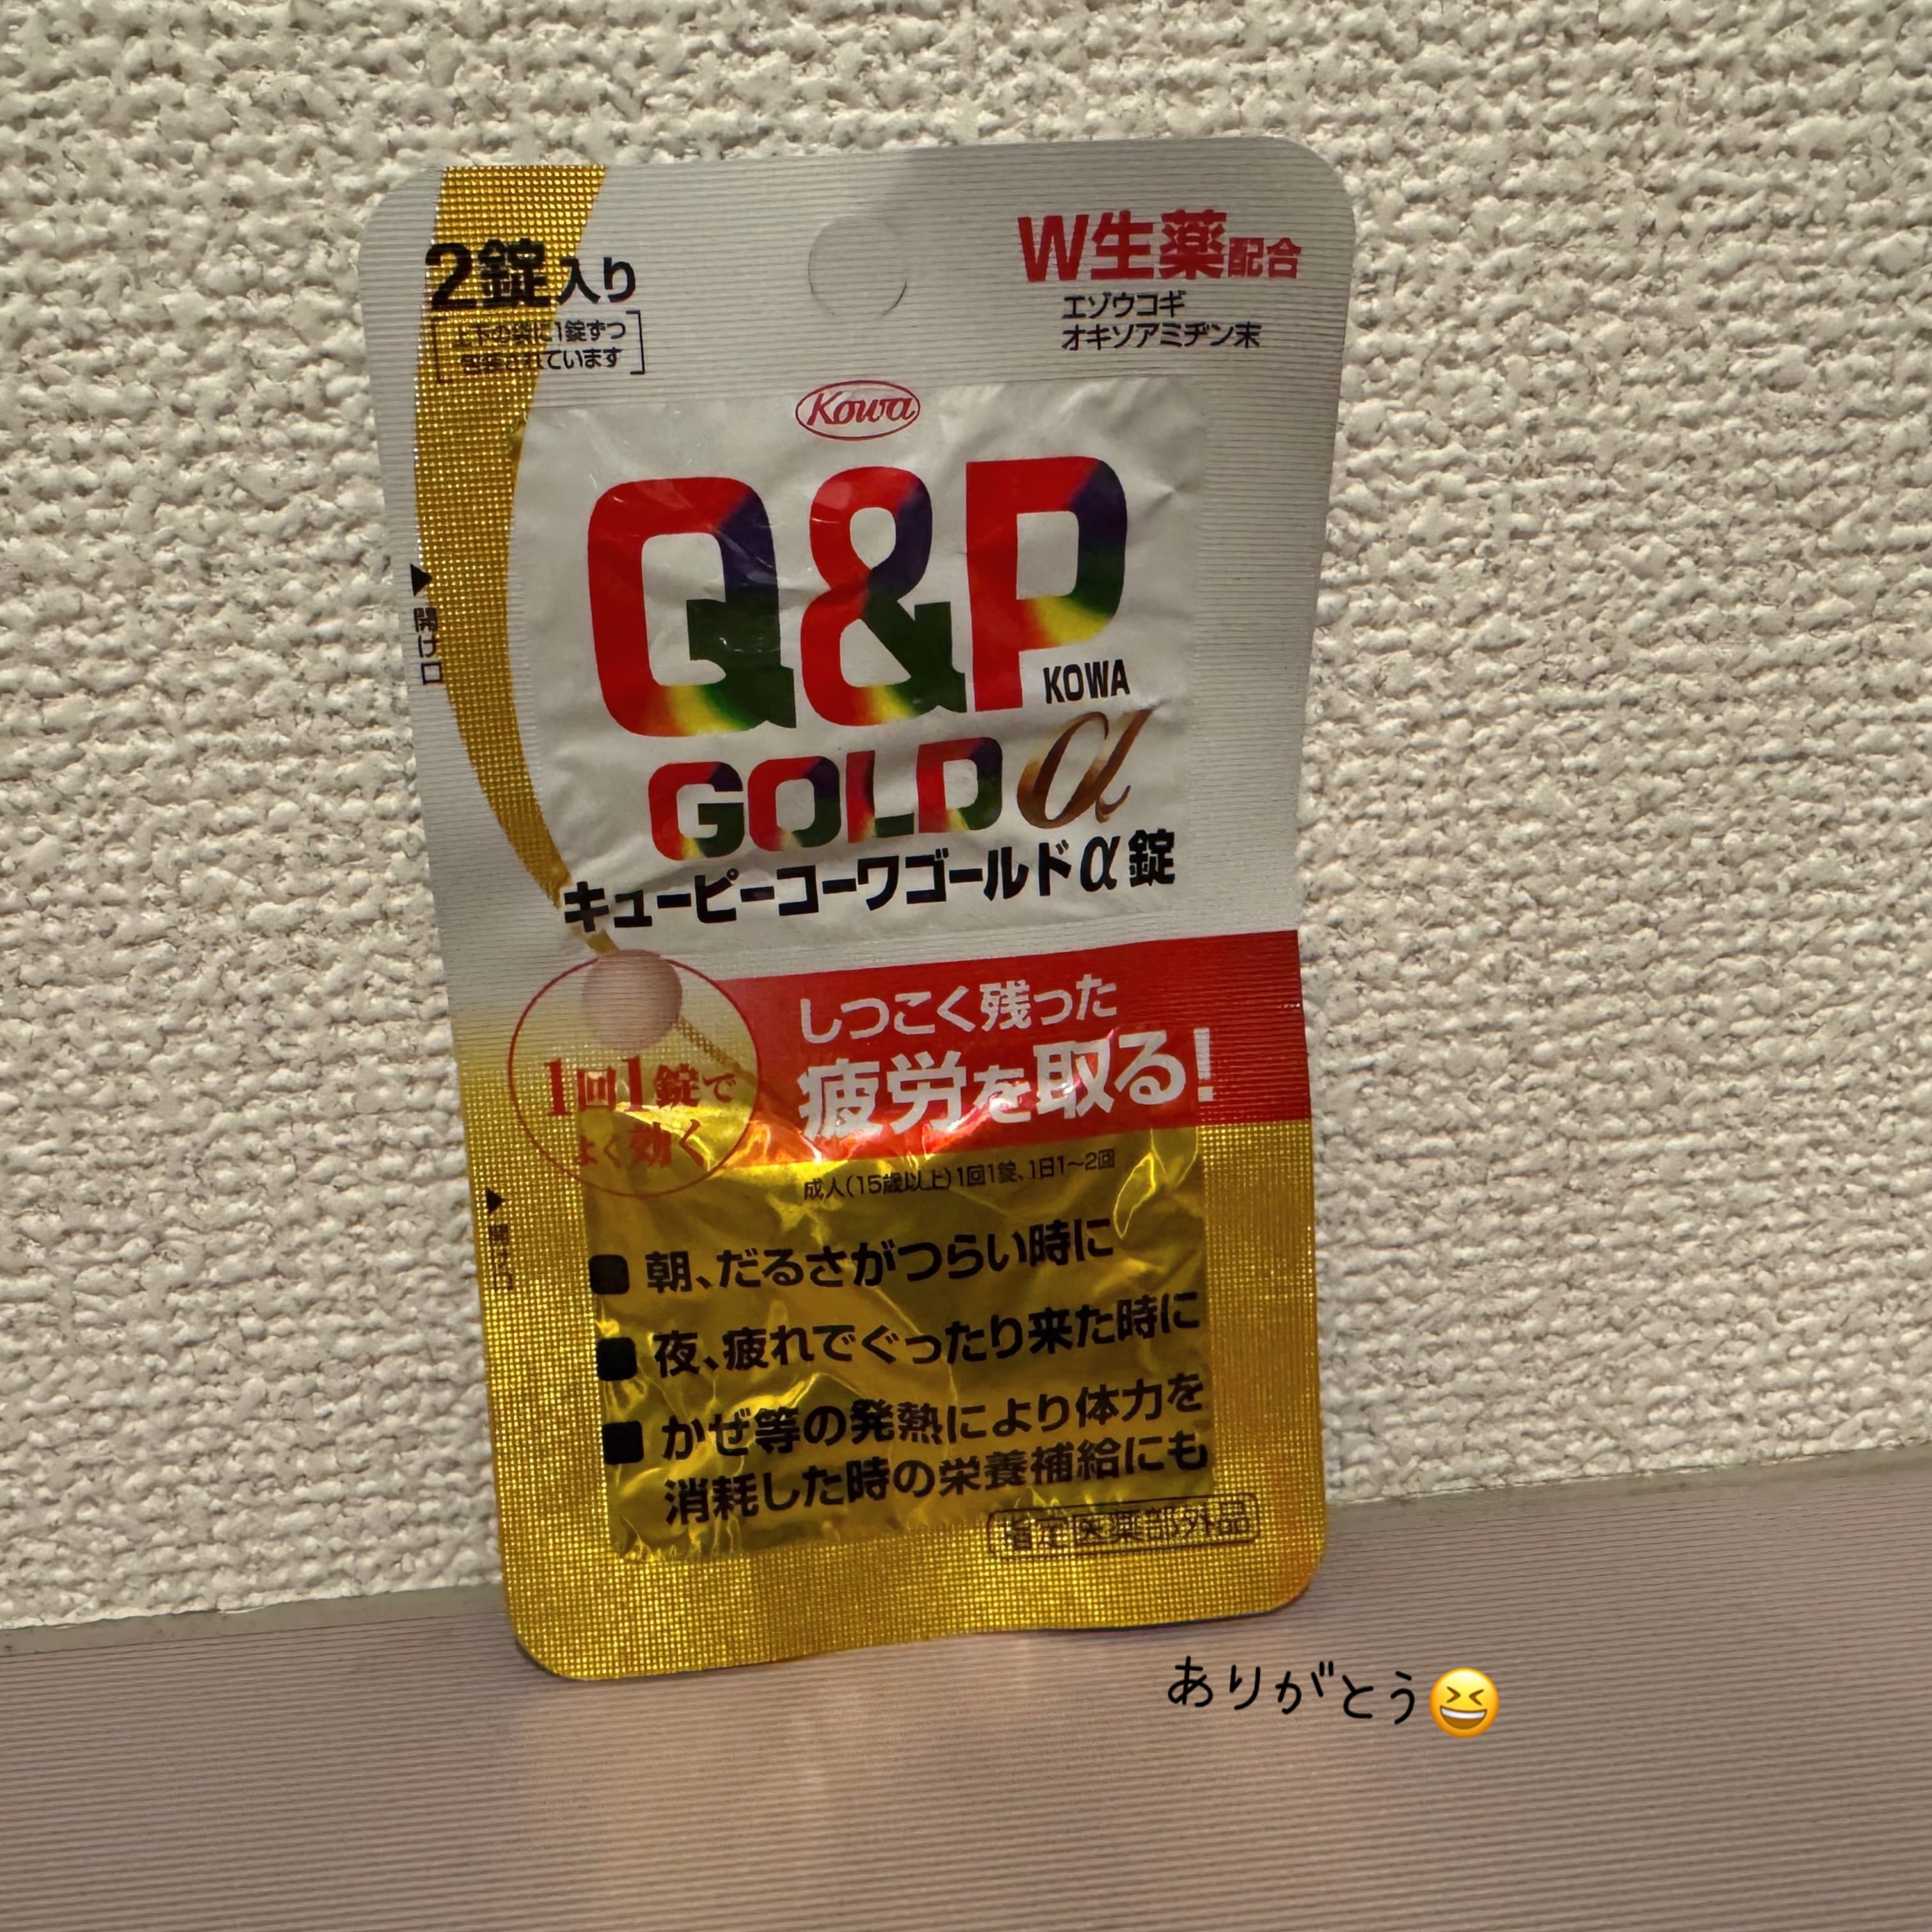 2錠入り
上下の袋に1錠ずつ
包装されています
W生薬配合
エゾウコギ
オキソアミヂン末
Kowa
Q&P
KOWA
GOLD α
キューピーコーワゴールドα錠
▶開け口
1回1錠で
よく効く
しつこく残った
疲労を取る!
成人(15歳以上)1回1錠、1日1〜2回
▶開け口
■ 朝、だるさがつらい時に
■ 夜、疲れでぐったり来た時に
■ かぜ等の発熱により体力を
消耗した時の栄養補給にも
指定医薬部外品
ありがとう😆